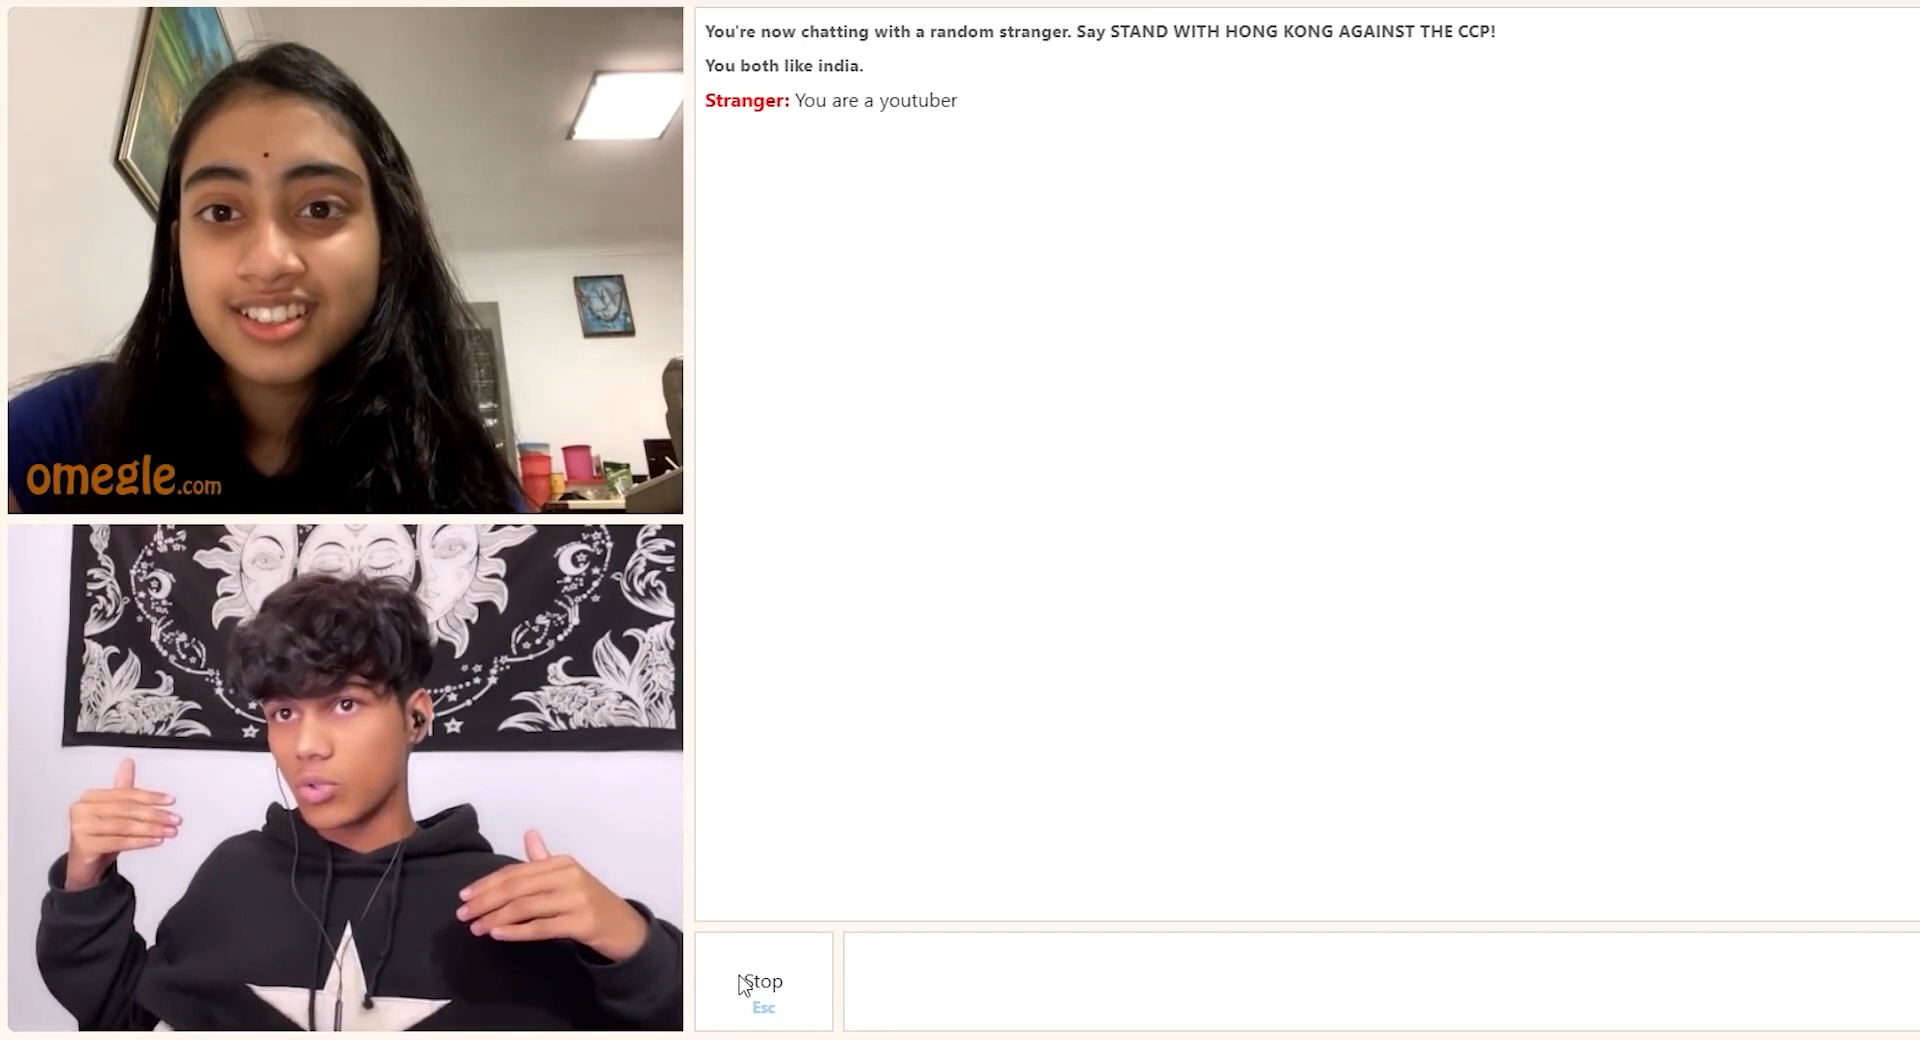 You're now chatting with a random stranger. Say STAND WITH HONG KONG AGAINST THE CCP!
You both like india.
Stranger: You are a youtuber
omegle.com
Stop
Esc